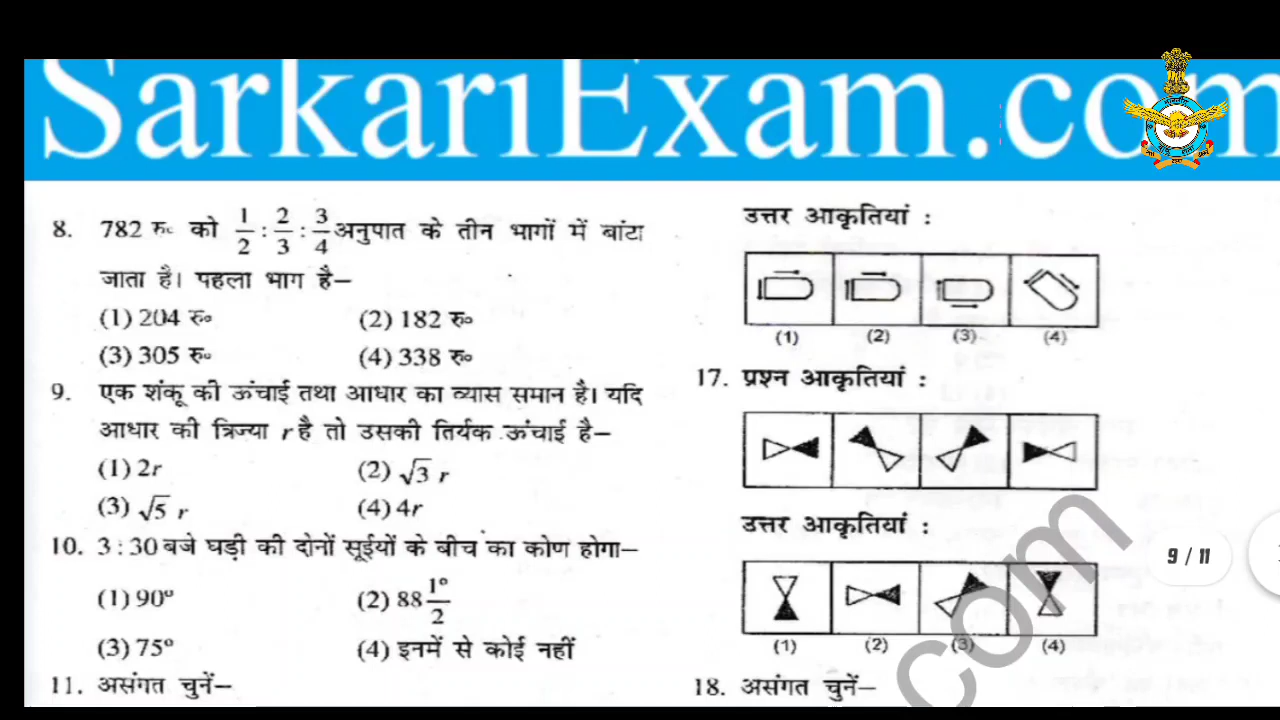 SarkariExam.com
8. 782 रु० को 1/2 : 2/3 : 3/4 अनुपात के तीन भागों में बांटा
जाता है। पहला भाग है–
(1) 204 रु० (2) 182 रु०
(3) 305 रु० (4) 338 रु०
9. एक शंकू की ऊंचाई तथा आधार का व्यास समान है। यदि
आधार की त्रिज्या r है तो उसकी तिर्यक ऊंचाई है–
(1) 2r (2) √3 r
(3) √5 r (4) 4r
10. 3 : 30 बजे घड़ी की दोनों सूईयों के बीच का कोण होगा–
(1) 90º (2) 88 1º/2
(3) 75º (4) इनमें से कोई नहीं
11. असंगत चुनें–
उत्तर आकृतियां :
(1) (2) (3) (4)
17. प्रश्न आकृतियां :
उत्तर आकृतियां :
(1) (2) (3) (4)
18. असंगत चुनें–
com
9 / 11